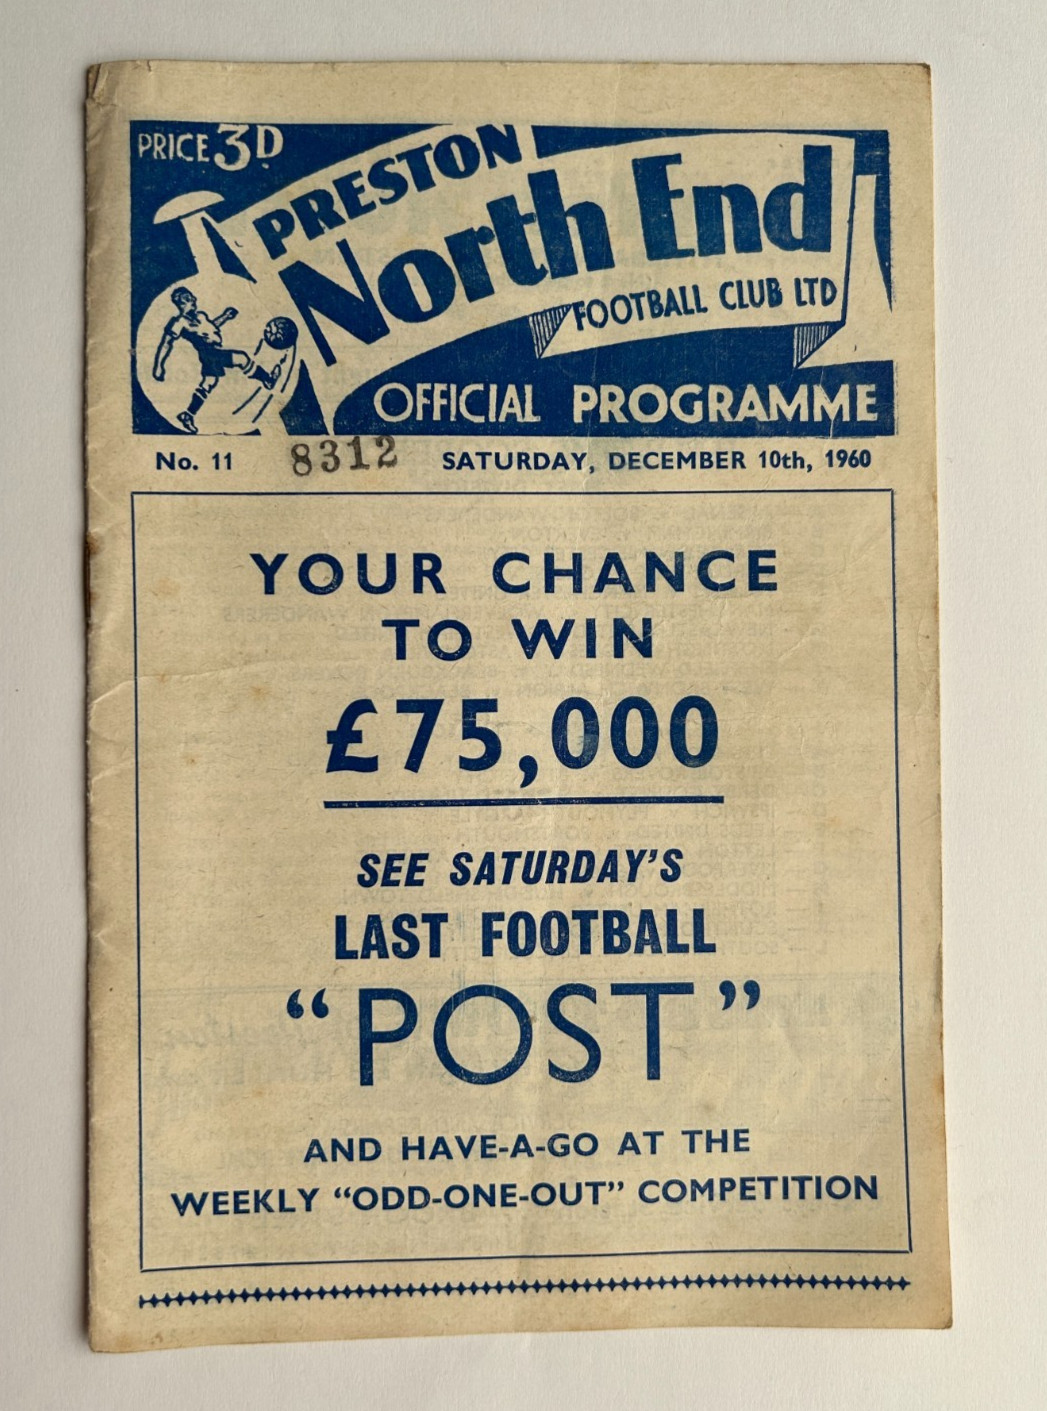 PRICE 3D
PRESTON
North End
FOOTBALL CLUB LTD
OFFICIAL PROGRAMME
No. 11 8312 SATURDAY, DECEMBER 10th, 1960
YOUR CHANCE
TO WIN
£75,000
SEE SATURDAY'S
LAST FOOTBALL
“POST”
AND HAVE-A-GO AT THE
WEEKLY “ODD-ONE-OUT” COMPETITION